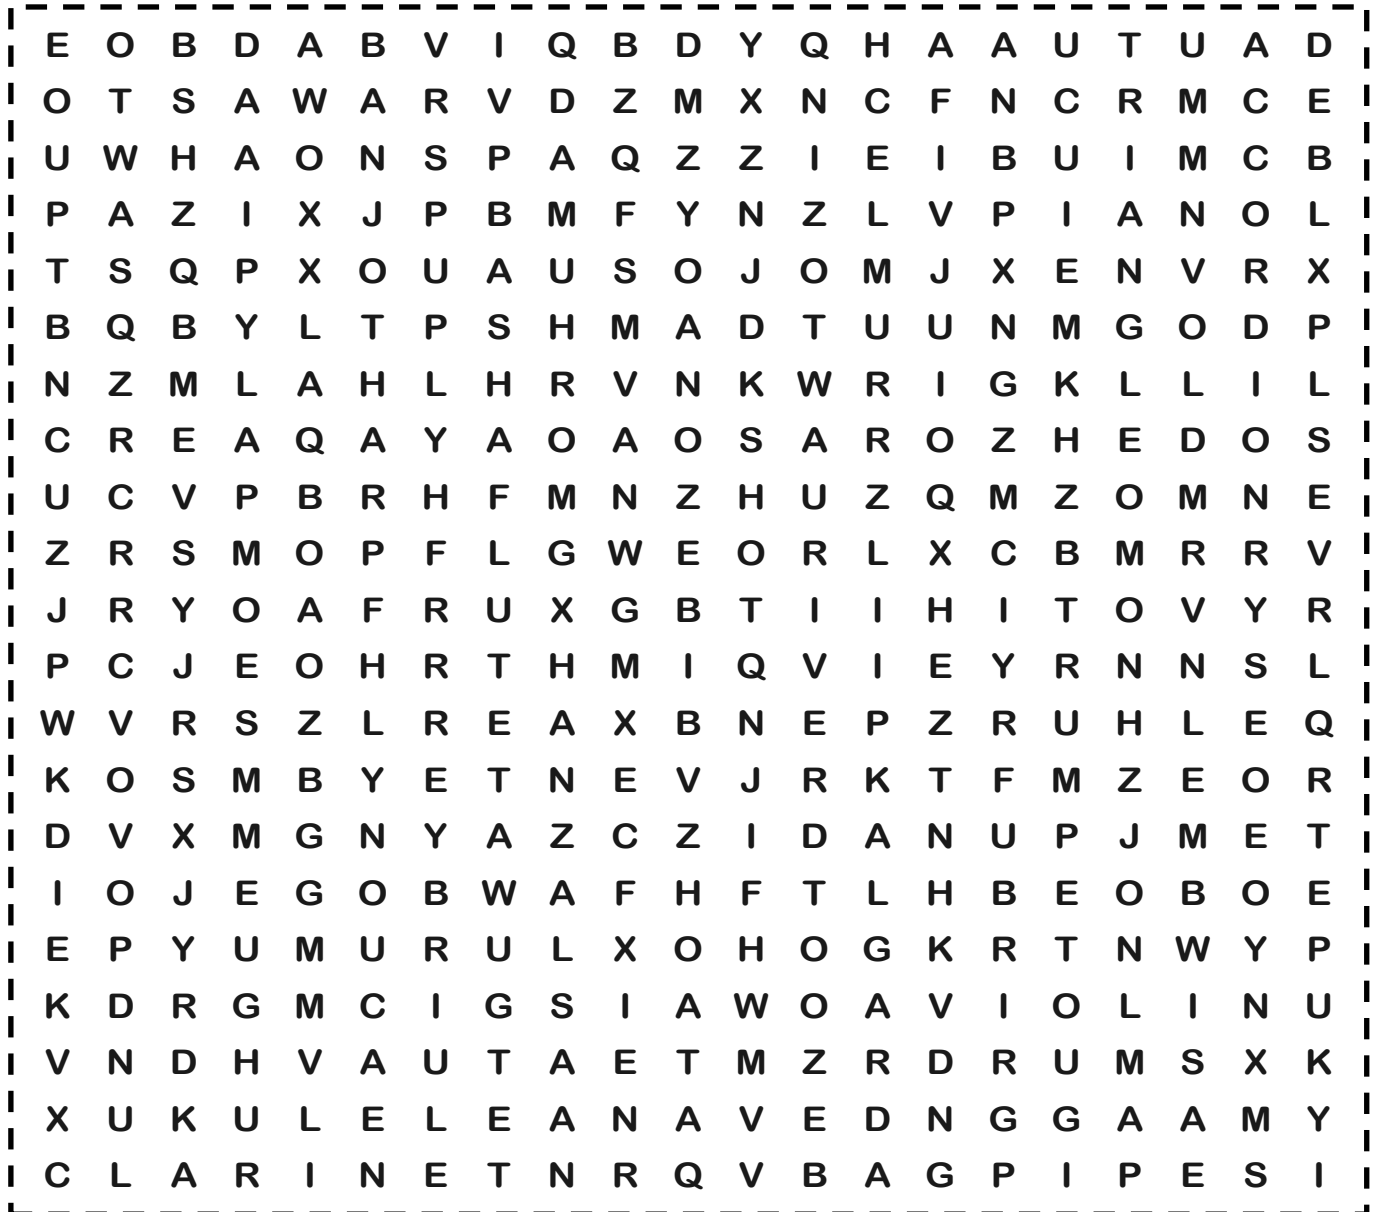 E O B D A B V I Q B D Y Q H A A U T U A D
O T S A W A R V D Z M X N C F N C R M C E
U W H A O N S P A Q Z Z I E I B U I M C B
P A Z I X J P B M F Y N Z L V P I A N O L
T S Q P X O U A U S O J O M J X E N V R X
B Q B Y L T P S H M A D T U U N M G O D P
N Z M L A H L H R V N K W R I G K L L I L
C R E A Q A Y A O A O S A R O Z H E D O S
U C V P B R H F M N Z H U Z Q M Z O M N E
Z R S M O P F L G W E O R L X C B M R R V
J R Y O A F R U X G B T I I H I T O V Y R
P C J E O H R T H M I Q V I E Y R N N S L
W V R S Z L R E A X B N E P Z R U H L E Q
K O S M B Y E T N E V J R K T F M Z E O R
D V X M G N Y A Z C Z I D A N U P J M E T
I O J E G O B W A F H F T L H B E O B O E
E P Y U M U R U L X O H O G K R T N W Y P
K D R G M C I G S I A W O A V I O L I N U
V N D H V A U T A E T M Z R D R U M S X K
X U K U L E L E A N A V E D N G G A A M Y
C L A R I N E T N R Q V B A G P I P E S I